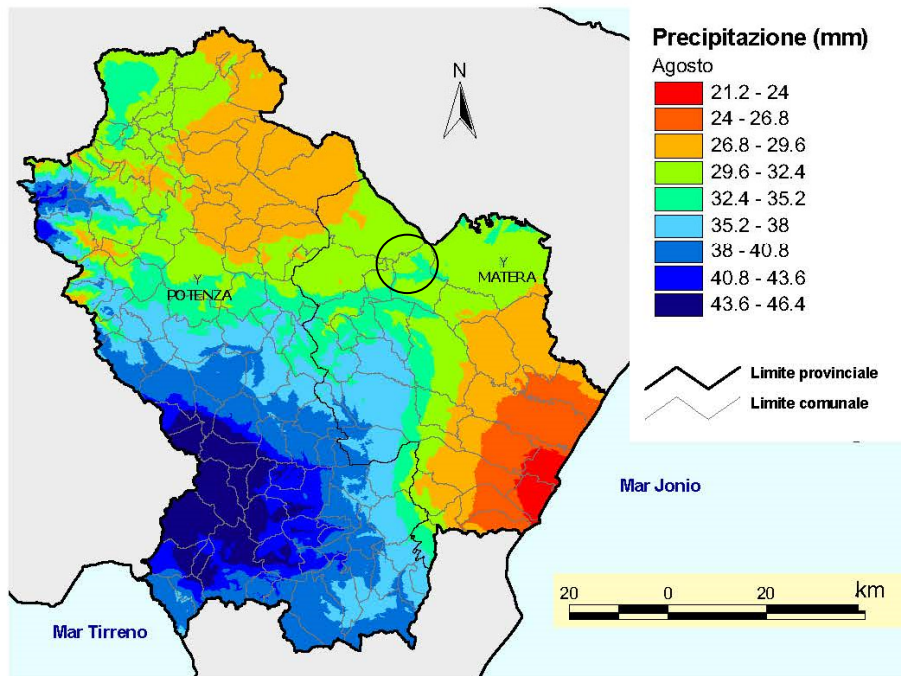 Precipitazione (mm)
Agosto
21.2 - 24
24 - 26.8
26.8 - 29.6
29.6 - 32.4
32.4 - 35.2
35.2 - 38
38 - 40.8
40.8 - 43.6
43.6 - 46.4
Limite provinciale
Limite comunale
N
Y
MATERA
Y
POTENZA
Mar Jonio
Mar Tirreno
20 0 20 km